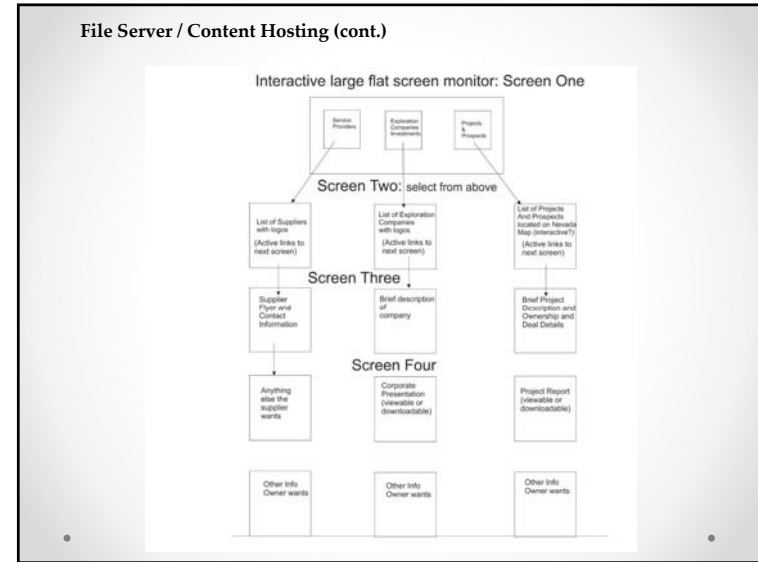 File Server / Content Hosting (cont.)
Interactive large flat screen monitor: Screen One
Service
Providers
Exploration
Companies
Investments
Projects
&
Prospects
Screen Two: select from above
List of Suppliers
with logos
(Active links to
next screen)
List of Exploration
Companies
with logos
(Active links to
next screen)
List of Projects
And Prospects
located on Nevada
Map (interactive?)
(Active links to
next screen)
Screen Three
Supplier
Flyer and
Contact
Information
Brief description
of
company
Brief Project
Description and
Ownership and
Deal Details
Screen Four
Anything
else the
supplier
wants
Corporate
Presentation
(viewable or
downloadable)
Project Report
(viewable or
downloadable)
Other Info
Owner wants
Other Info
Owner wants
Other Info
Owner wants